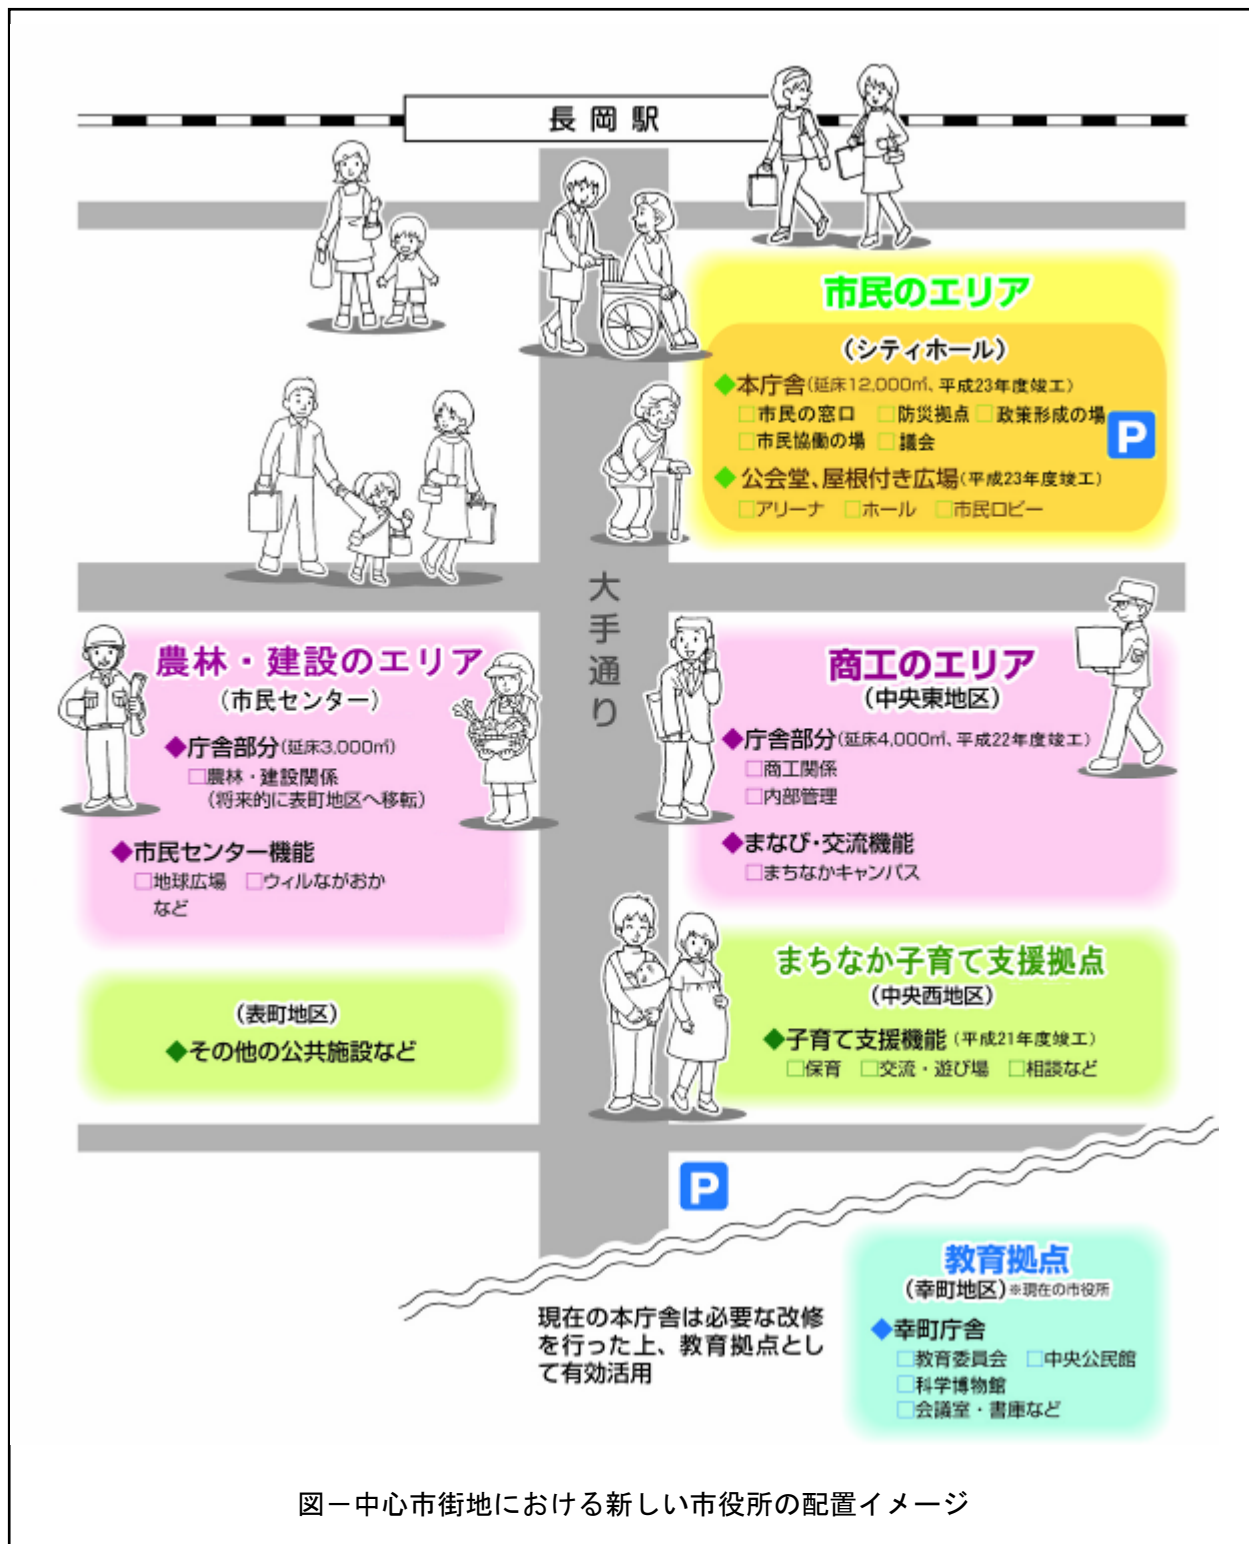 長岡駅
市民のエリア
(シティホール)
◆本庁舎(延床12,000㎡、平成23年度竣工)
□市民の窓口 □防災拠点 □政策形成の場
□市民協働の場 □議会
P
◆公会堂、屋根付き広場(平成23年度竣工)
□アリーナ □ホール □市民ロビー
大手通り
農林・建設のエリア
(市民センター)
◆庁舎部分(延床3,000㎡)
□農林・建設関係
(将来的に表町地区へ移転)
◆市民センター機能
□地球広場 □ウィルながおか
など
商工のエリア
(中央東地区)
◆庁舎部分(延床4,000㎡、平成22年度竣工)
□商工関係
□内部管理
◆まなび・交流機能
□まちなかキャンパス
(表町地区)
◆その他の公共施設など
まちなか子育て支援拠点
(中央西地区)
◆子育て支援機能(平成21年度竣工)
□保育 □交流・遊び場 □相談など
P
教育拠点
(幸町地区)※現在の市役所
◆幸町庁舎
□教育委員会 □中央公民館
□科学博物館
□会議室・書庫など
現在の本庁舎は必要な改修
を行った上、教育拠点とし
て有効活用
図－中心市街地における新しい市役所の配置イメージ